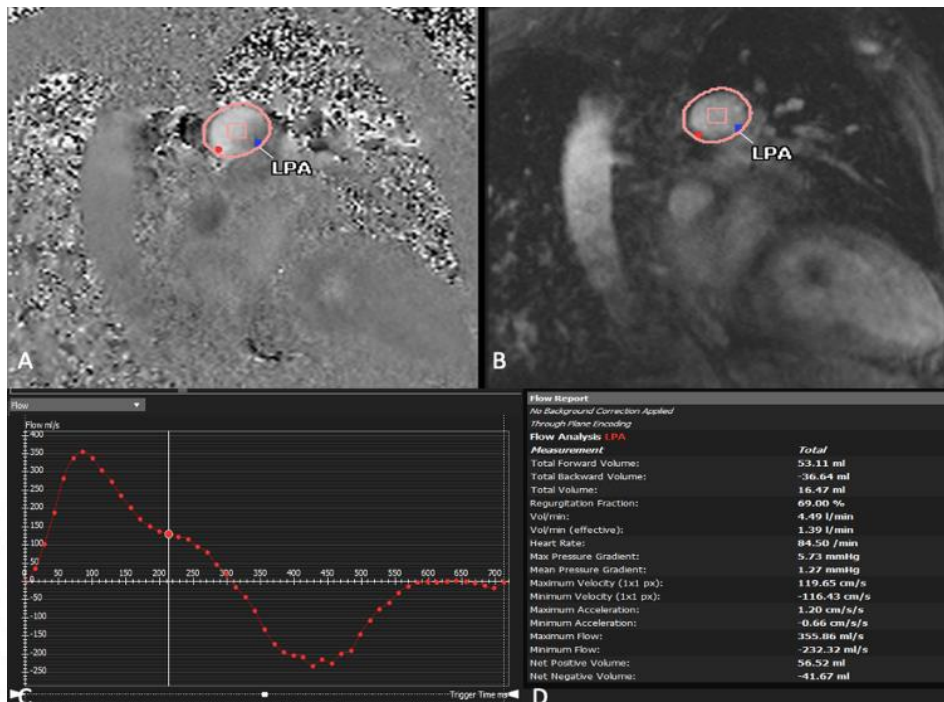 LPA
LPA
A
B
Flow
Flow ml/s
400
350
300
250
200
150
100
50
0 50 100 150 200 250 300 350 400 450 500 550 600 650 700
-50
-100
-150
-200
-250
C
Trigger Time ms
D
Flow Report
No Background Correction Applied
Through Plane Encoding
Flow Analysis LPA
Measurement Total
Total Forward Volume: 53.11 ml
Total Backward Volume: -36.64 ml
Total Volume: 16.47 ml
Regurgitation Fraction: 69.00 %
Vol/min: 4.49 l/min
Vol/min (effective): 1.39 l/min
Heart Rate: 84.50 /min
Max Pressure Gradient: 5.73 mmHg
Mean Pressure Gradient: 1.27 mmHg
Maximum Velocity (1x1 px): 119.65 cm/s
Minimum Velocity (1x1 px): -116.43 cm/s
Maximum Acceleration: 1.20 cm/s/s
Minimum Acceleration: -0.66 cm/s/s
Maximum Flow: 355.86 ml/s
Minimum Flow: -232.32 ml/s
Net Positive Volume: 56.52 ml
Net Negative Volume: -41.67 ml